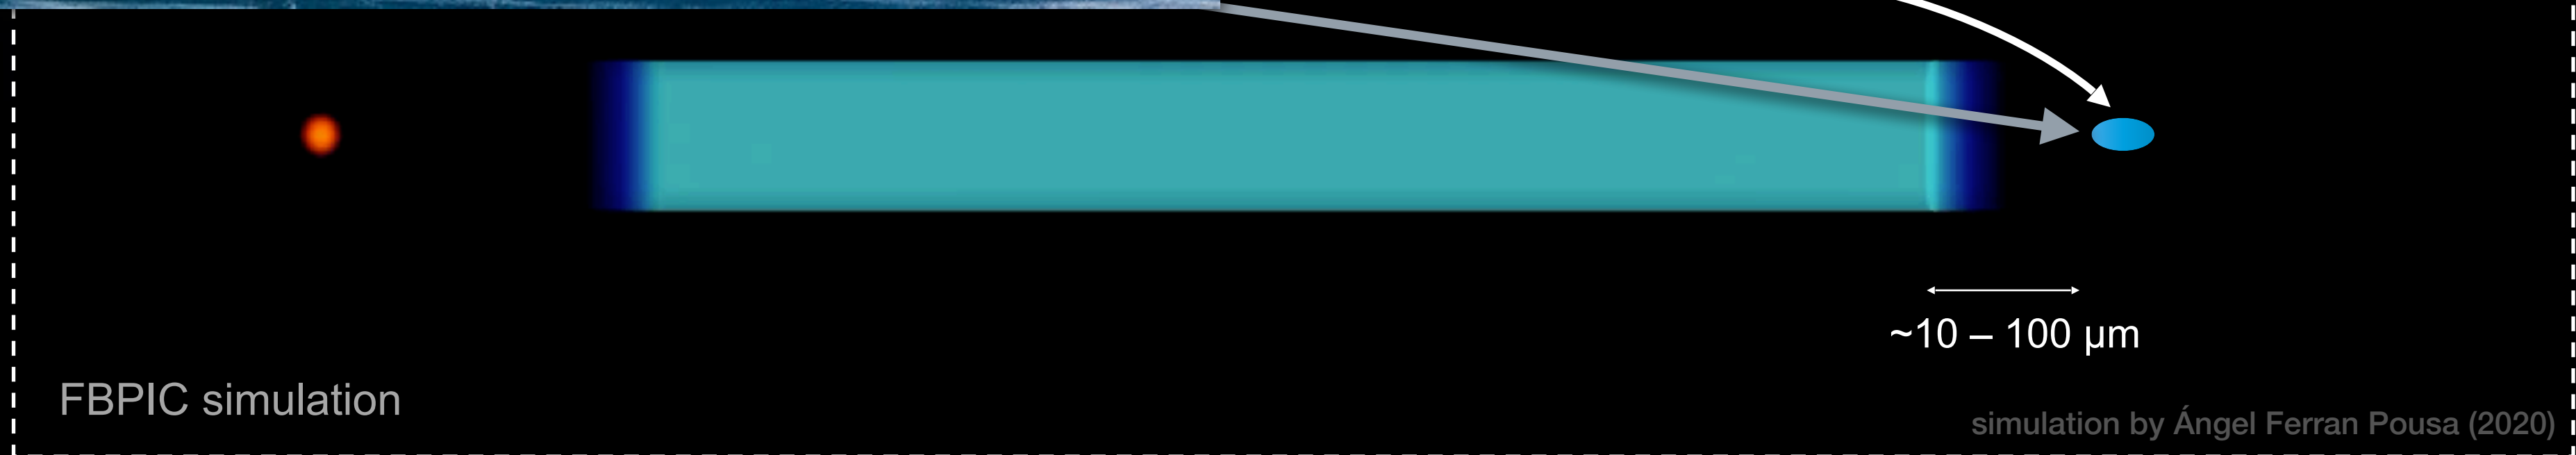 ~10 – 100 µm
FBPIC simulation
simulation by Ángel Ferran Pousa (2020)